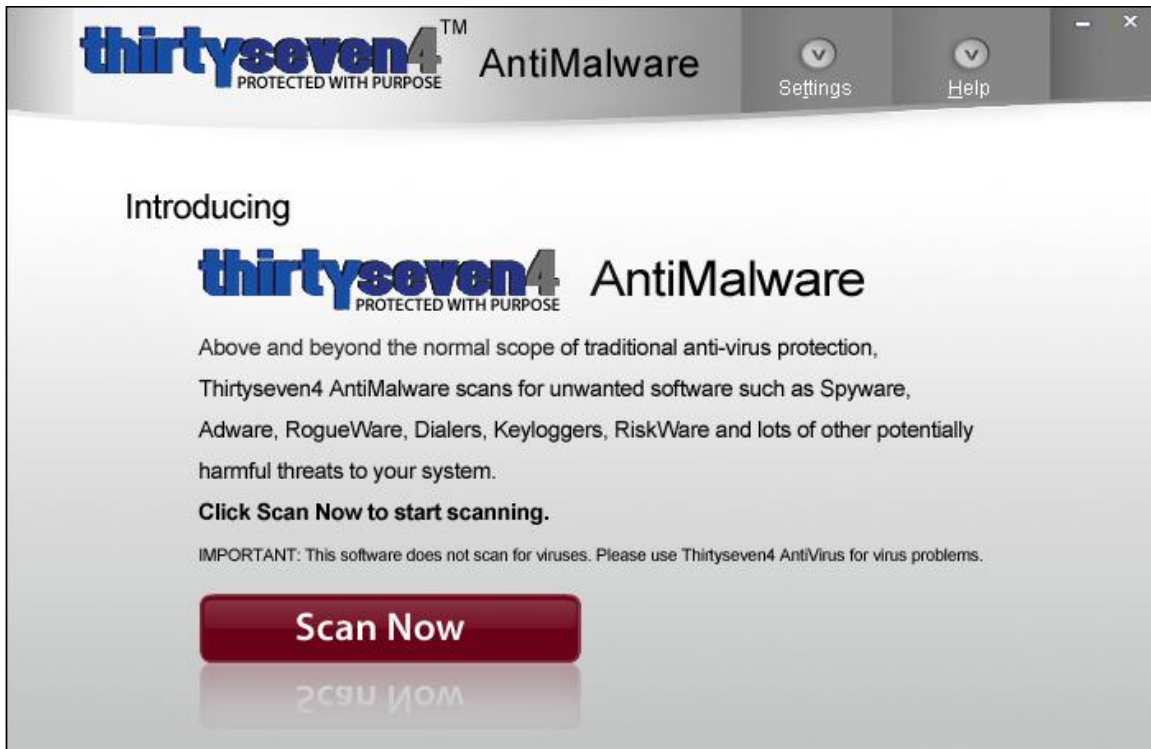 thirtyseven4™ AntiMalware
PROTECTED WITH PURPOSE
Settings
Help
Introducing
thirtyseven4 AntiMalware
PROTECTED WITH PURPOSE
Above and beyond the normal scope of traditional anti-virus protection,
Thirtyseven4 AntiMalware scans for unwanted software such as Spyware,
Adware, RogueWare, Dialers, Keyloggers, RiskWare and lots of other potentially
harmful threats to your system.
Click Scan Now to start scanning.
IMPORTANT: This software does not scan for viruses. Please use Thirtyseven4 AntiVirus for virus problems.
Scan Now